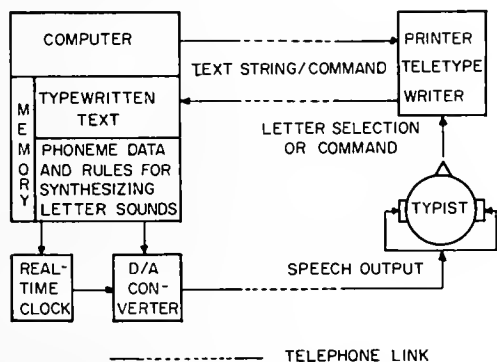 COMPUTER
MEMORY
TYPEWRITTEN
TEXT
PHONEME DATA
AND RULES FOR
SYNTHESIZING
LETTER SOUNDS
TEXT STRING/COMMAND
PRINTER
TELETYPE
WRITER
LETTER SELECTION
OR COMMAND
TYPIST
REAL-
TIME
CLOCK
D/A
CON-
VERTER
SPEECH OUTPUT
TELEPHONE LINK